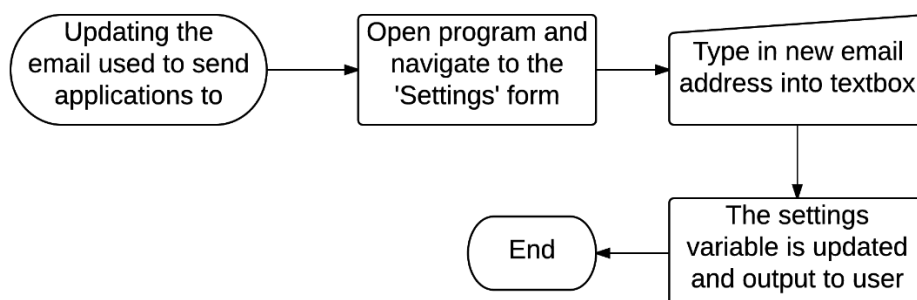 Updating the
email used to send
applications to
Open program and
navigate to the
'Settings' form
Type in new email
address into textbox
The settings
variable is updated
and output to user
End